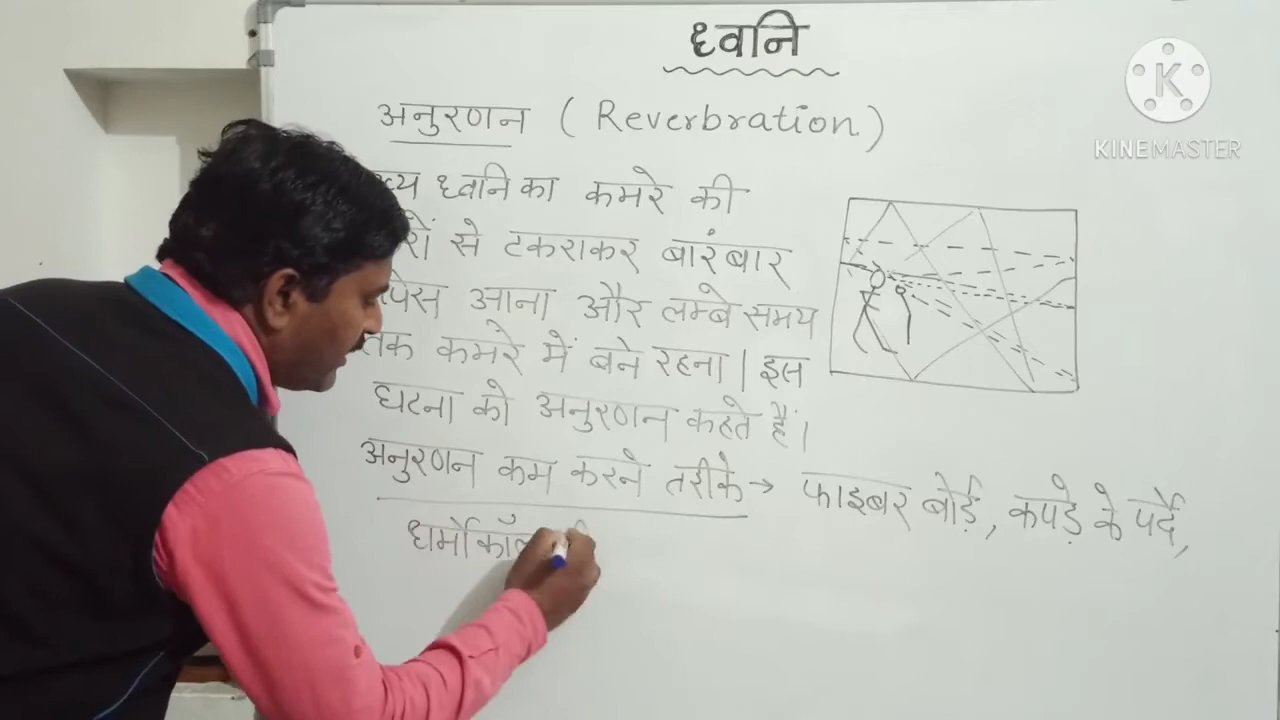 ध्वनि
अनुरणन ( Reverbration )
ध्वनि का कमरे की
से टकराकर बारंबार
आना और लम्बे समय
तक कमरे में बने रहना | इस
घटना को अनुरणन कहते हैं।
अनुरणन कम करने तरीके → फाइबर बोर्ड, कपड़े के पर्दे,
K
KINEMASTER